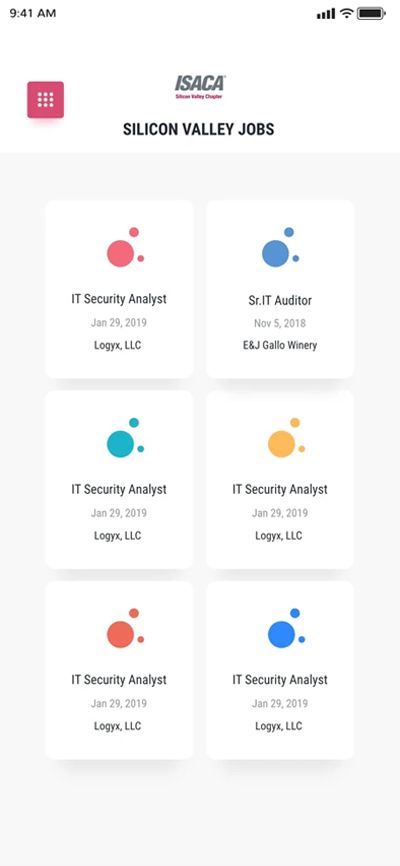 9:41 AM
ISACA
Silicon Valley Chapter
SILICON VALLEY JOBS
IT Security Analyst
Jan 29, 2019
Logyx, LLC
Sr.IT Auditor
Nov 5, 2018
E&J Gallo Winery
IT Security Analyst
Jan 29, 2019
Logyx, LLC
IT Security Analyst
Jan 29, 2019
Logyx, LLC
IT Security Analyst
Jan 29, 2019
Logyx, LLC
IT Security Analyst
Jan 29, 2019
Logyx, LLC